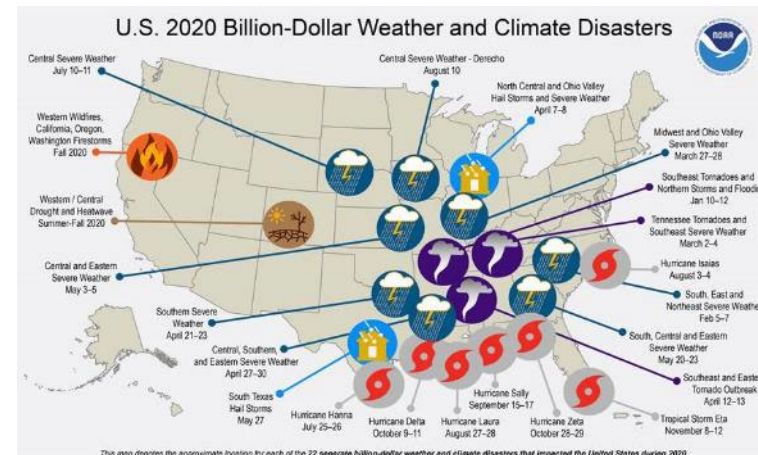 U.S. 2020 Billion-Dollar Weather and Climate Disasters
NOAA
Central Severe Weather
July 10–11
Central Severe Weather - Derecho
August 10
North Central and Ohio Valley
Hail Storms and Severe Weather
April 7–8
Western Wildfires,
California, Oregon,
Washington Firestorms
Fall 2020
Midwest and Ohio Valley
Severe Weather
March 27–28
Southeast Tornadoes and
Northern Storms and Floodin
Jan 10–12
Western / Central
Drought and Heatwave
Summer-Fall 2020
Tennessee Tornadoes and
Southeast Severe Weather
March 2–4
Hurricane Isaias
August 3–4
Central and Eastern
Severe Weather
May 3–5
South, East and
Northeast Severe Weathe
Feb 5–7
Southern Severe
Weather
April 21–23
South, Central and Eastern
Severe Weather
May 20–23
Central, Southern,
and Eastern Severe Weather
April 27–30
Southeast and Easte
Tornado Outbreak
April 12–13
South Texas
Hail Storms
May 27
Hurricane Hanna
July 25–26
Hurricane Delta
October 9–11
Hurricane Laura
August 27–28
Hurricane Sally
September 15–17
Hurricane Zeta
October 28–29
Tropical Storm Eta
November 8–12
This map denotes the approximate location for each of the 22 separate billion-dollar weather and climate disasters that impacted the United States during 2020